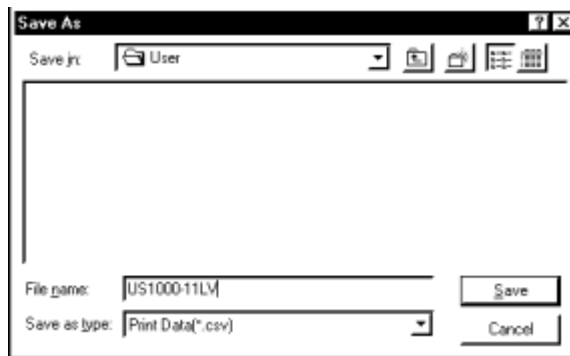 Save As
Save in: User
File name: US1000-11LV
Save
Save as type: Print Data(*.csv)
Cancel